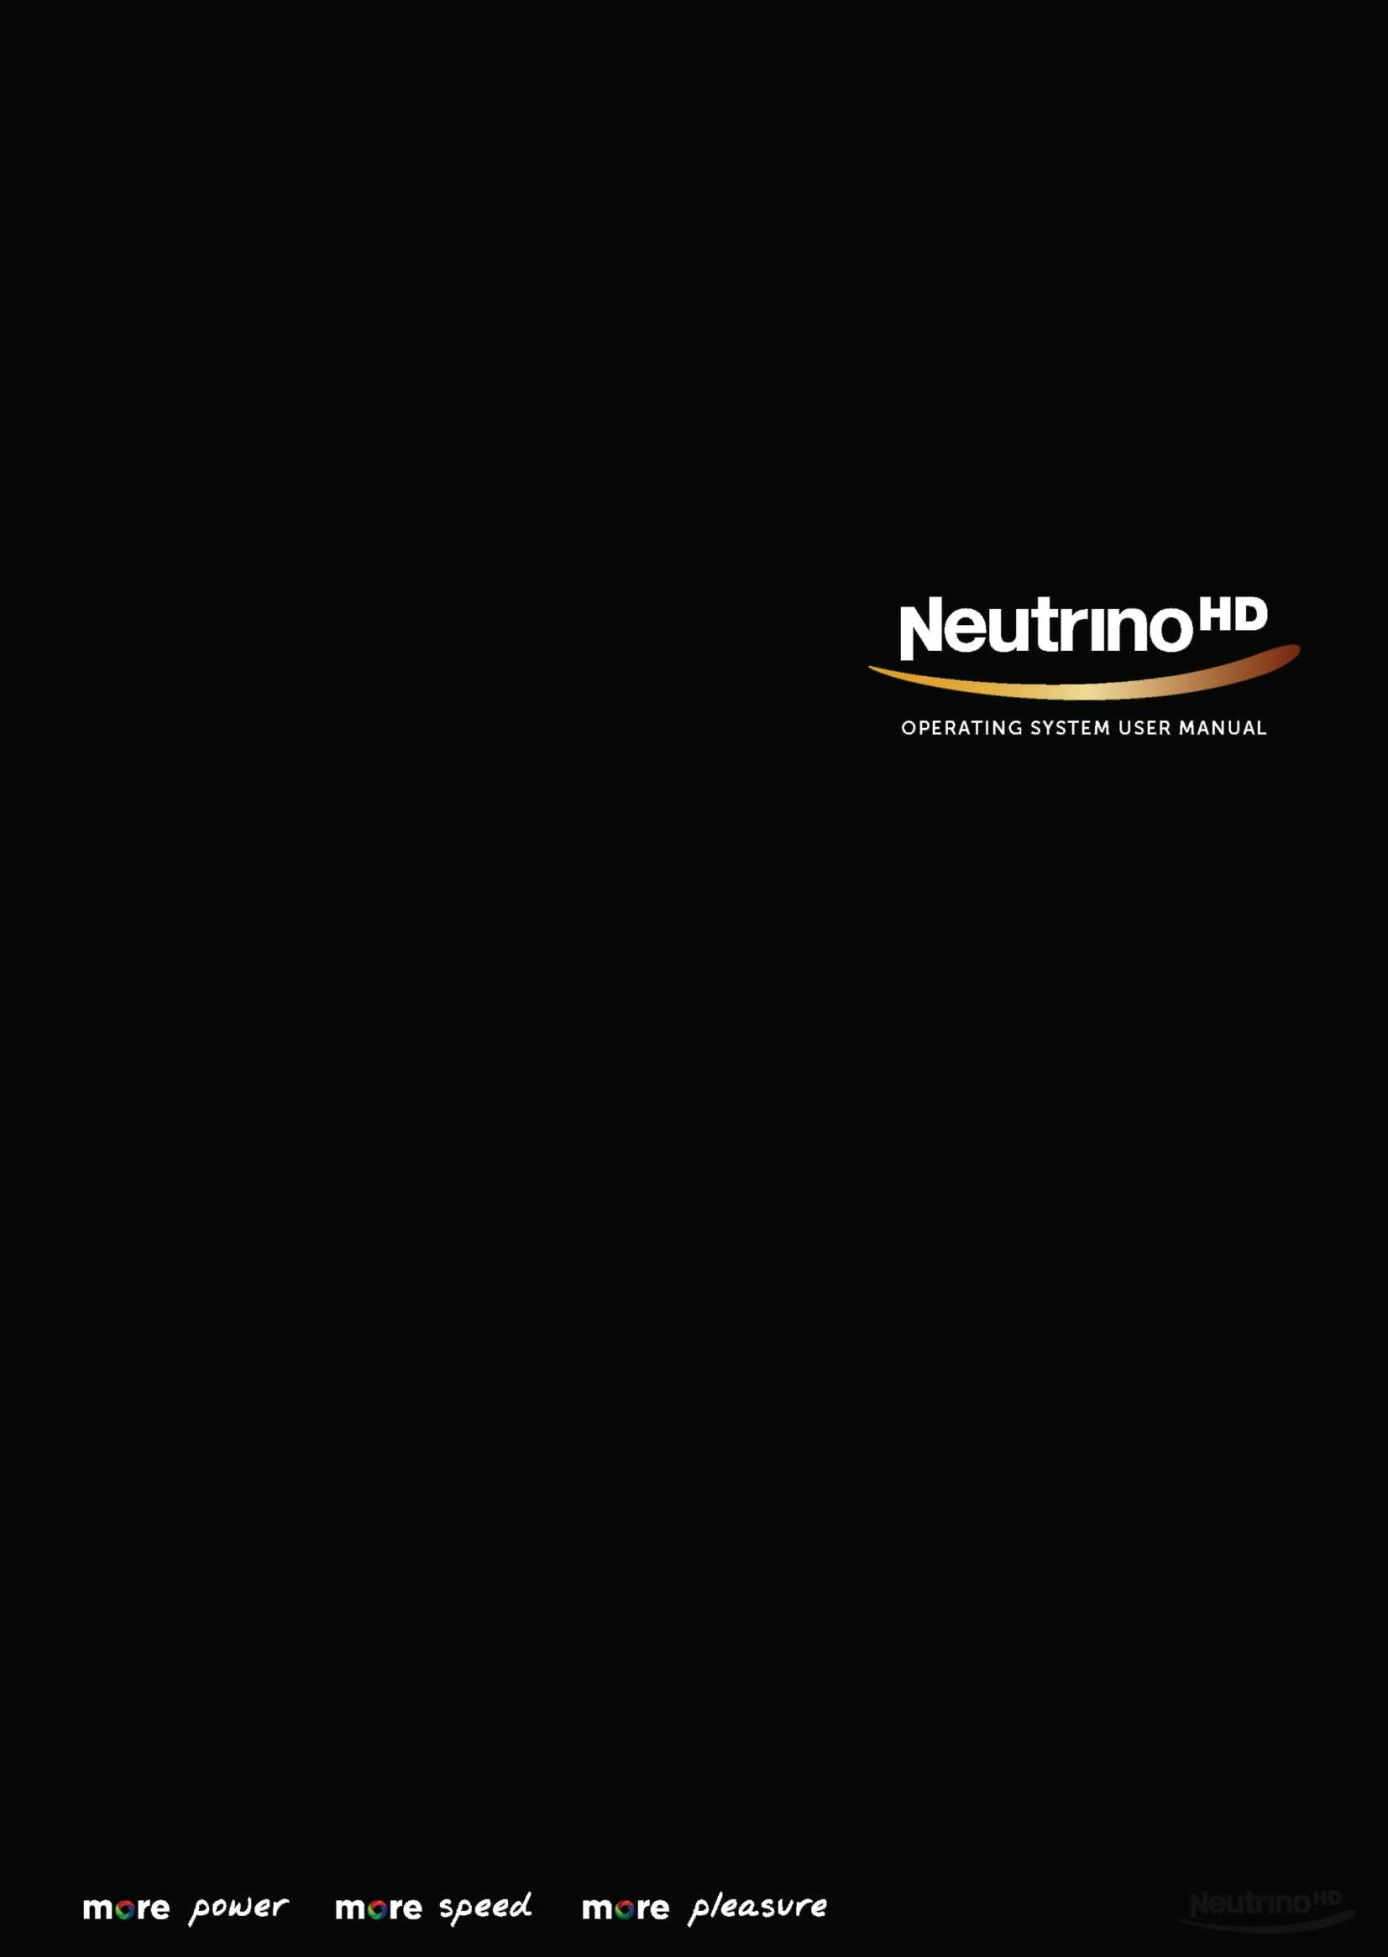 NeutrinoHD
OPERATING SYSTEM USER MANUAL
more power more speed more pleasure
NeutrinoHD